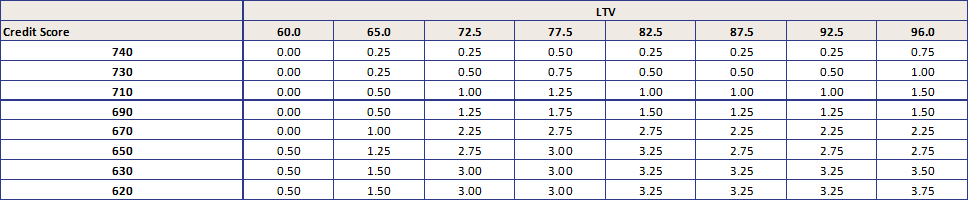 LTV
Credit Score 60.0 65.0 72.5 77.5 82.5 87.5 92.5 96.0
740 0.00 0.25 0.25 0.50 0.25 0.25 0.25 0.75
730 0.00 0.25 0.50 0.75 0.50 0.50 0.50 1.00
710 0.00 0.50 1.00 1.25 1.00 1.00 1.00 1.50
690 0.00 0.50 1.25 1.75 1.50 1.25 1.25 1.50
670 0.00 1.00 2.25 2.75 2.75 2.25 2.25 2.25
650 0.50 1.25 2.75 3.00 3.25 2.75 2.75 2.75
630 0.50 1.50 3.00 3.00 3.25 3.25 3.25 3.50
620 0.50 1.50 3.00 3.00 3.25 3.25 3.25 3.75